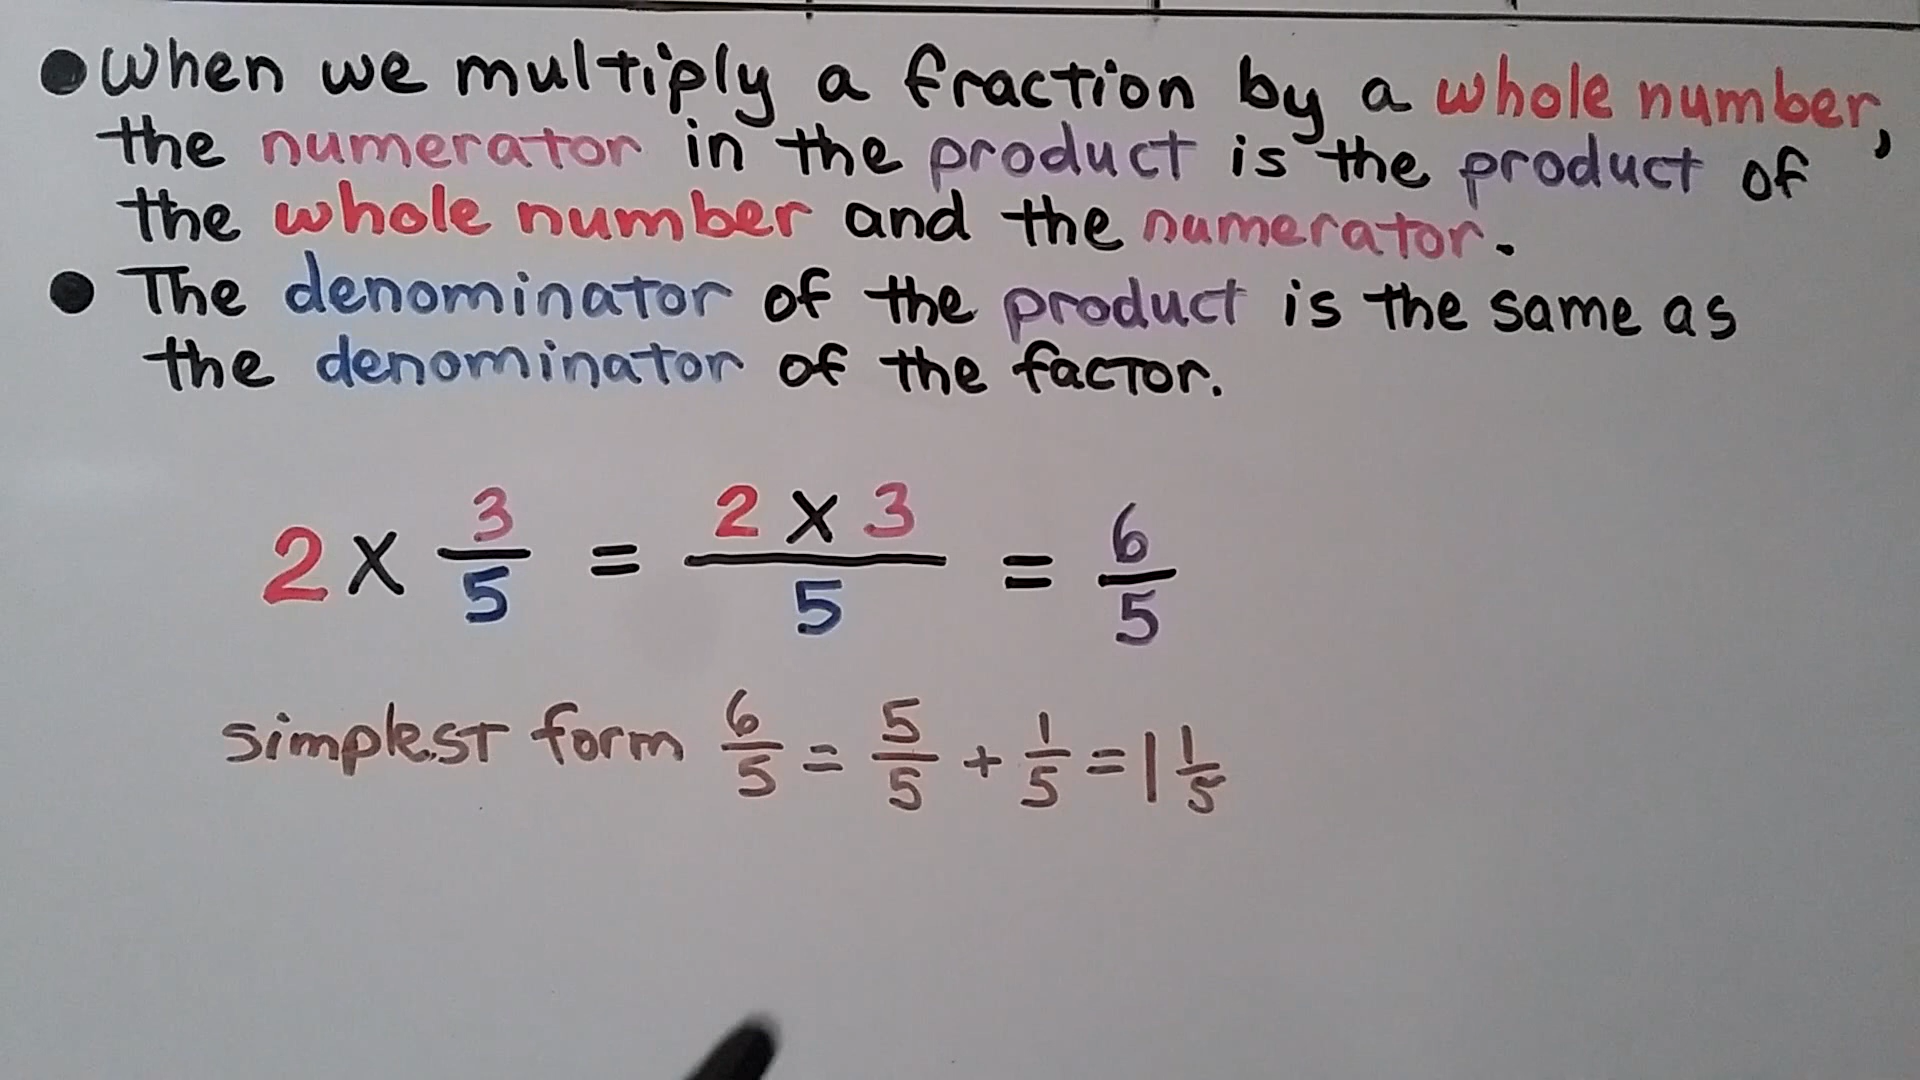 ● When we multiply a fraction by a whole number,
the numerator in the product is the product of
the whole number and the numerator.
● The denominator of the product is the same as
the denominator of the factor.
2 × 3/5 = 2 × 3/5 = 6/5
simplest form 6/5 = 5/5 + 1/5 = 1 1/5